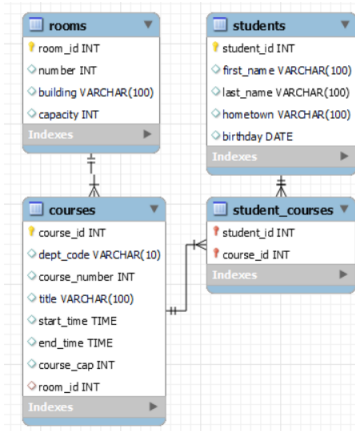 rooms
room_id INT
number INT
building VARCHAR(100)
capacity INT
Indexes
students
student_id INT
first_name VARCHAR(100)
last_name VARCHAR(100)
hometown VARCHAR(100)
birthday DATE
Indexes
courses
course_id INT
dept_code VARCHAR(10)
course_number INT
title VARCHAR(100)
start_time TIME
end_time TIME
course_cap INT
room_id INT
Indexes
student_courses
student_id INT
course_id INT
Indexes